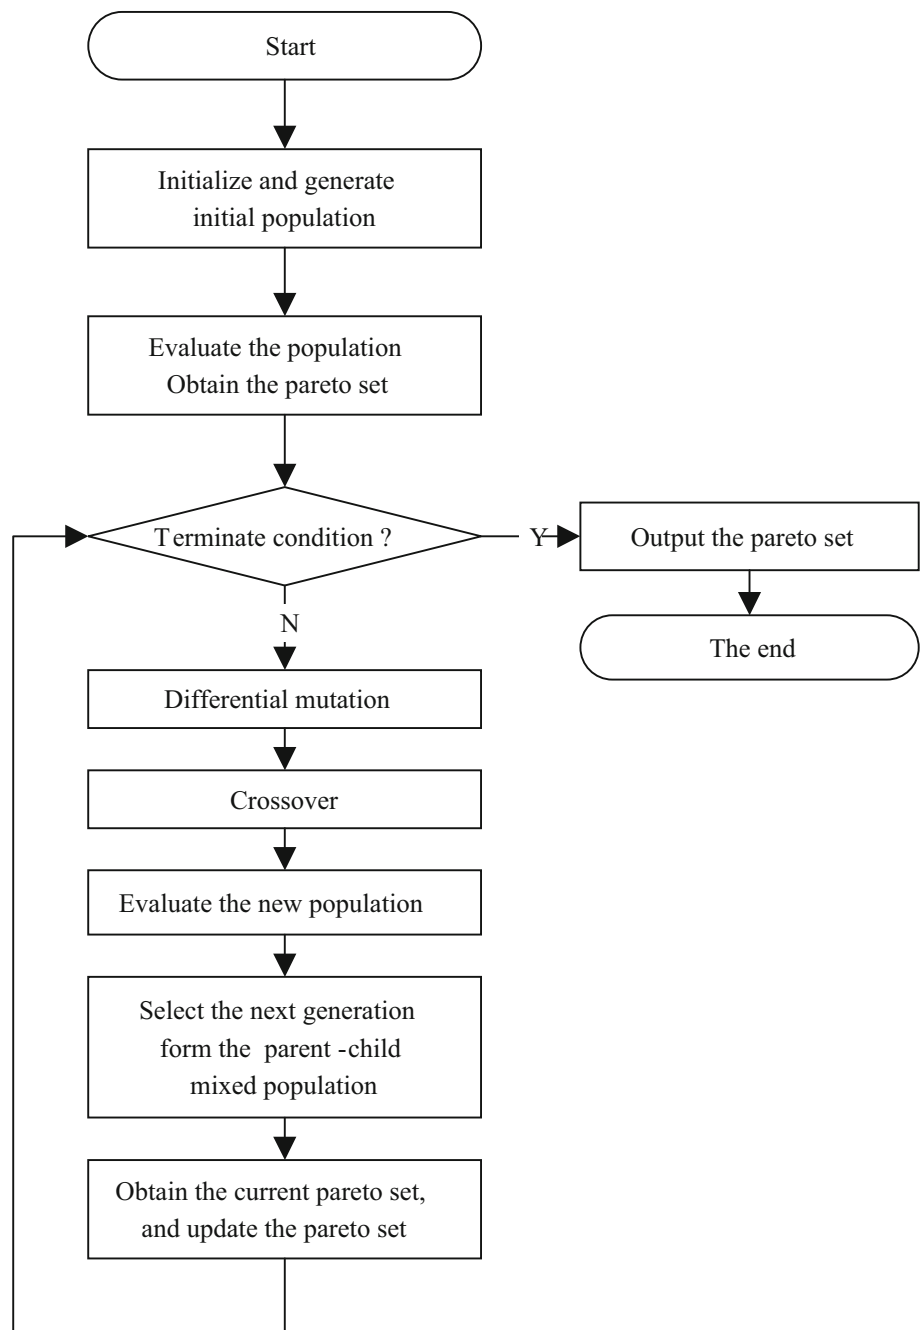 Start
Initialize and generate
initial population
Evaluate the population
Obtain the pareto set
Terminate condition ?
Y
Output the pareto set
The end
N
Differential mutation
Crossover
Evaluate the new population
Select the next generation
form the parent -child
mixed population
Obtain the current pareto set,
and update the pareto set